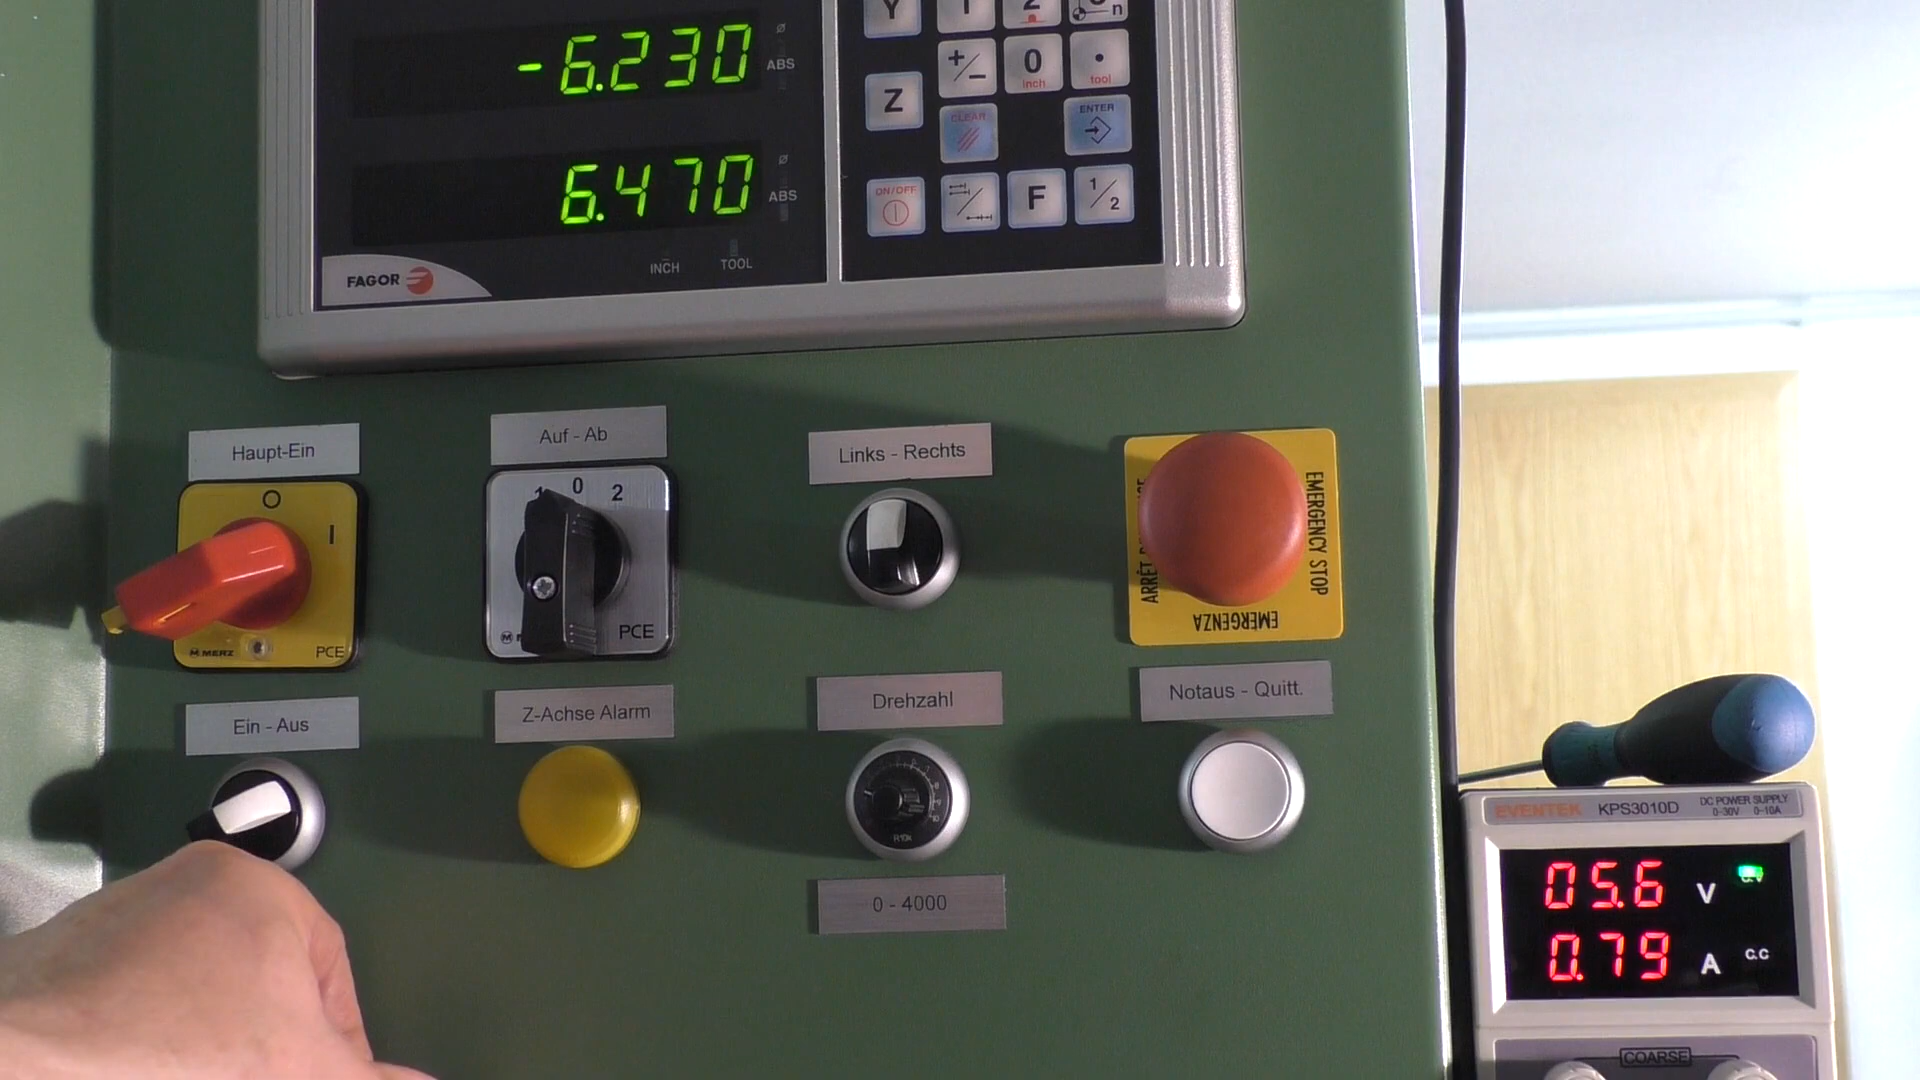 -6.230
ABS
6.470
ABS
INCH
TOOL
FAGOR
Y
n
+/-
0
inch
.
tool
Z
CLEAR
ENTER
ON/OFF
F
1/2
Haupt-Ein
Auf - Ab
Links - Rechts
O
I
MERZ
PCE
1 0 2
PCE
EMERGENCY STOP
EMERGENZA
ARRÊT
Ein - Aus
Z-Achse Alarm
Drehzahl
Notaus - Quitt.
10
0 - 4000
EVENTEK
KPS3010D
DC POWER SUPPLY
0-30V 0-10A
05.6 V
C.V
0.79 A
C.C
COARSE